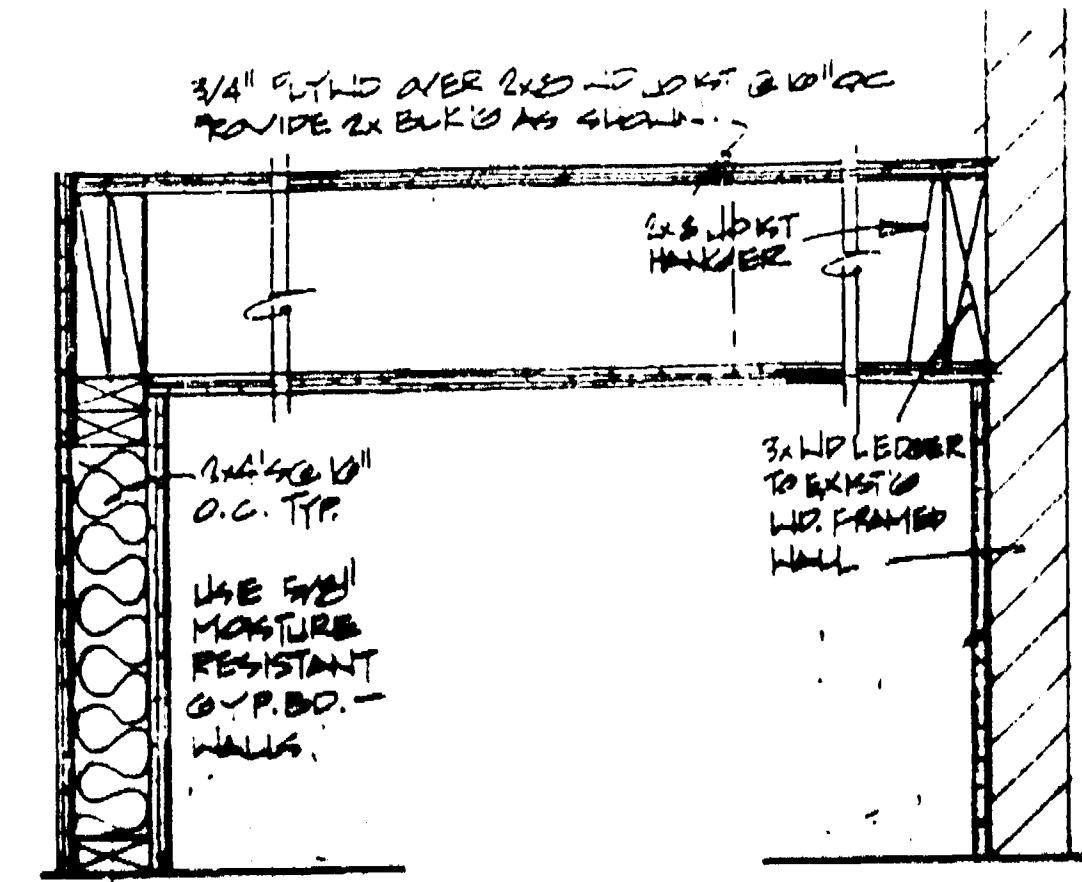 3/4" PLYWD OVER 2x8 WD JOIST @ 16" OC
PROVIDE 2x BLK'G AS SHOWN
2x8 JOIST
HANGER
3x WD LEDGER
TO EXIST'G
WD. FRAMED
WALL
2x4'S @ 16"
O.C. TYP.
USE 5/8"
MOISTURE
RESISTANT
GYP. BD. -
WALLS.